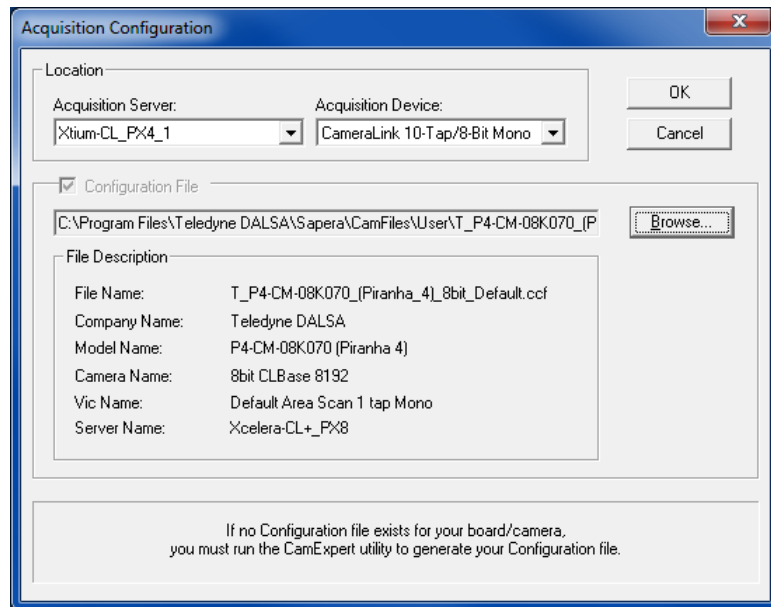 Acquisition Configuration
Location
Acquisition Server:
Acquisition Device:
Xtium-CL_PX4_1
CameraLink 10-Tap/8-Bit Mono
OK
Cancel
Configuration File
C:\Program Files\Teledyne DALSA\Sapera\CamFiles\User\T_P4-CM-08K070_(P
Browse...
File Description
File Name: T_P4-CM-08K070_(Piranha_4)_8bit_Default.ccf
Company Name: Teledyne DALSA
Model Name: P4-CM-08K070 (Piranha 4)
Camera Name: 8bit CLBase 8192
Vic Name: Default Area Scan 1 tap Mono
Server Name: Xcelera-CL+_PX8
If no Configuration file exists for your board/camera,
you must run the CamExpert utility to generate your Configuration file.